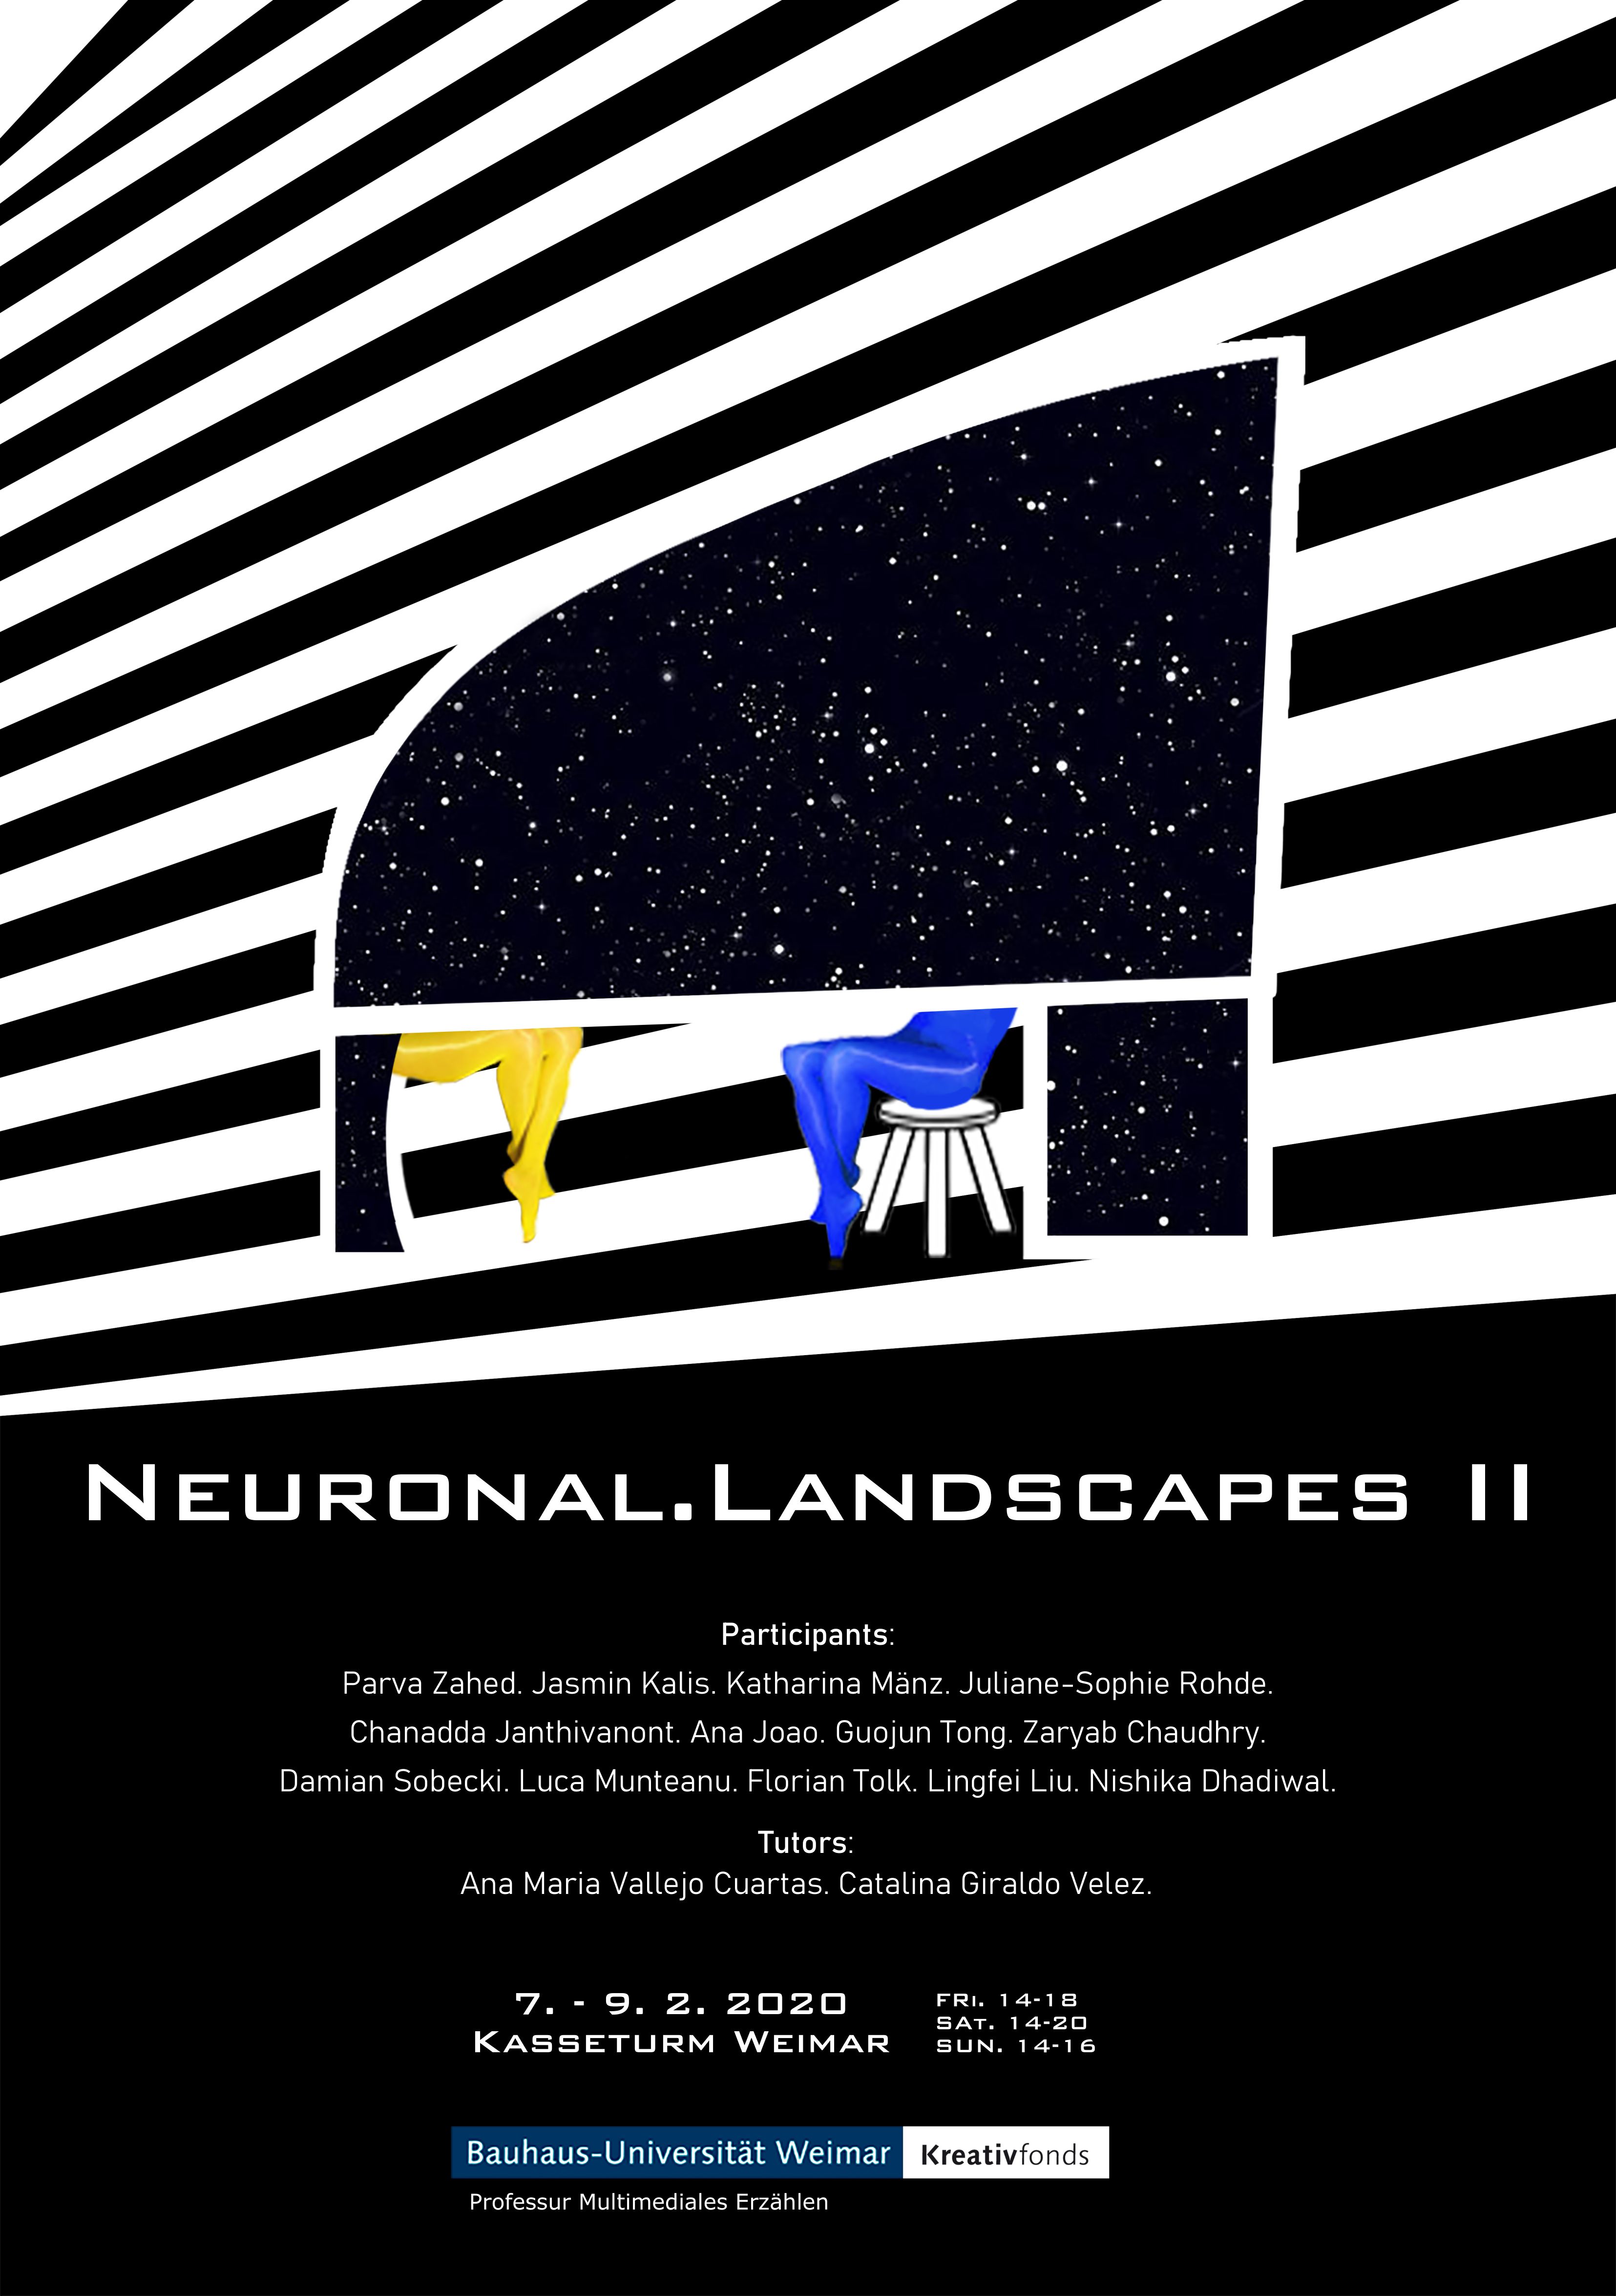 NEURONAL.LANDSCAPES II
Participants:
Parva Zahed. Jasmin Kalis. Katharina Mänz. Juliane-Sophie Rohde.
Chanadda Janthivanont. Ana Joao. Guojun Tong. Zaryab Chaudhry.
Damian Sobecki. Luca Munteanu. Florian Tolk. Lingfei Liu. Nishika Dhadiwal.
Tutors:
Ana Maria Vallejo Cuartas. Catalina Giraldo Velez.
7. - 9. 2. 2020
KASSETURM WEIMAR
FRI. 14-18
SAT. 14-20
SUN. 14-16
Bauhaus-Universität Weimar Kreativfonds
Professur Multimediales Erzählen